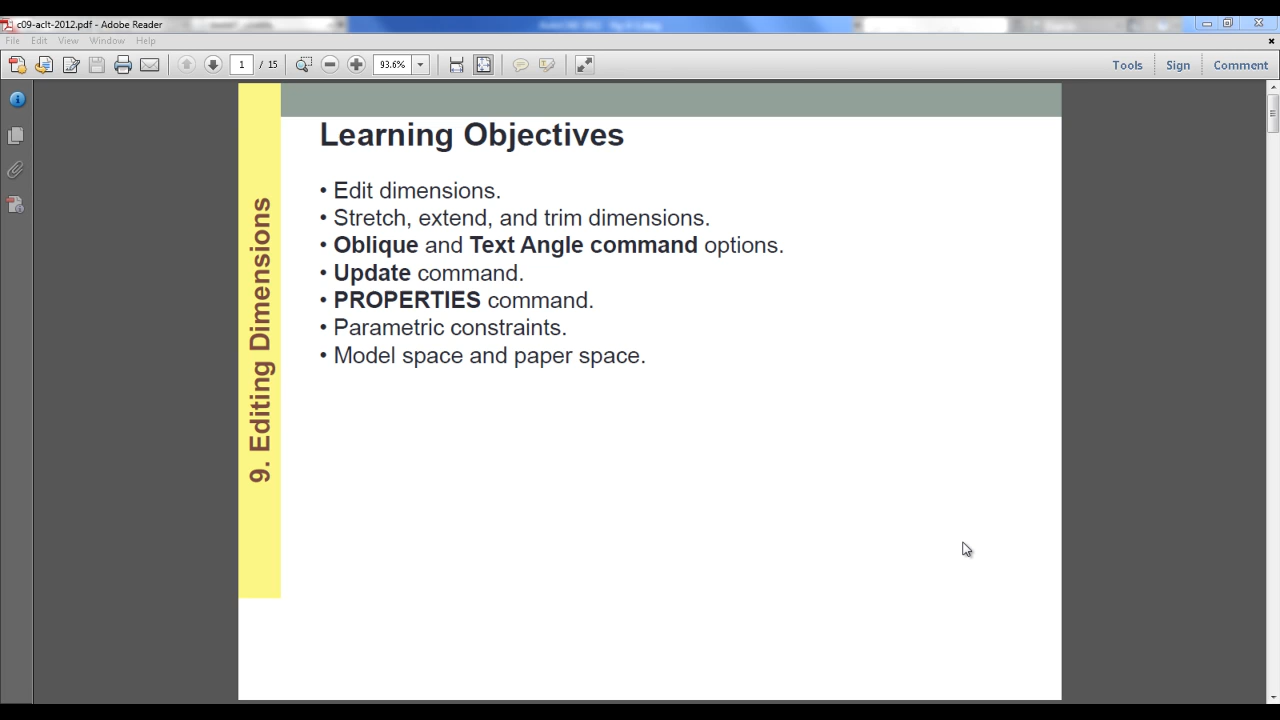 c09-aclt-2012.pdf - Adobe Reader
File Edit View Window Help
1 / 15 93.6% Tools Sign Comment
Learning Objectives
• Edit dimensions.
• Stretch, extend, and trim dimensions.
• Oblique and Text Angle command options.
• Update command.
• PROPERTIES command.
• Parametric constraints.
• Model space and paper space.
9. Editing Dimensions